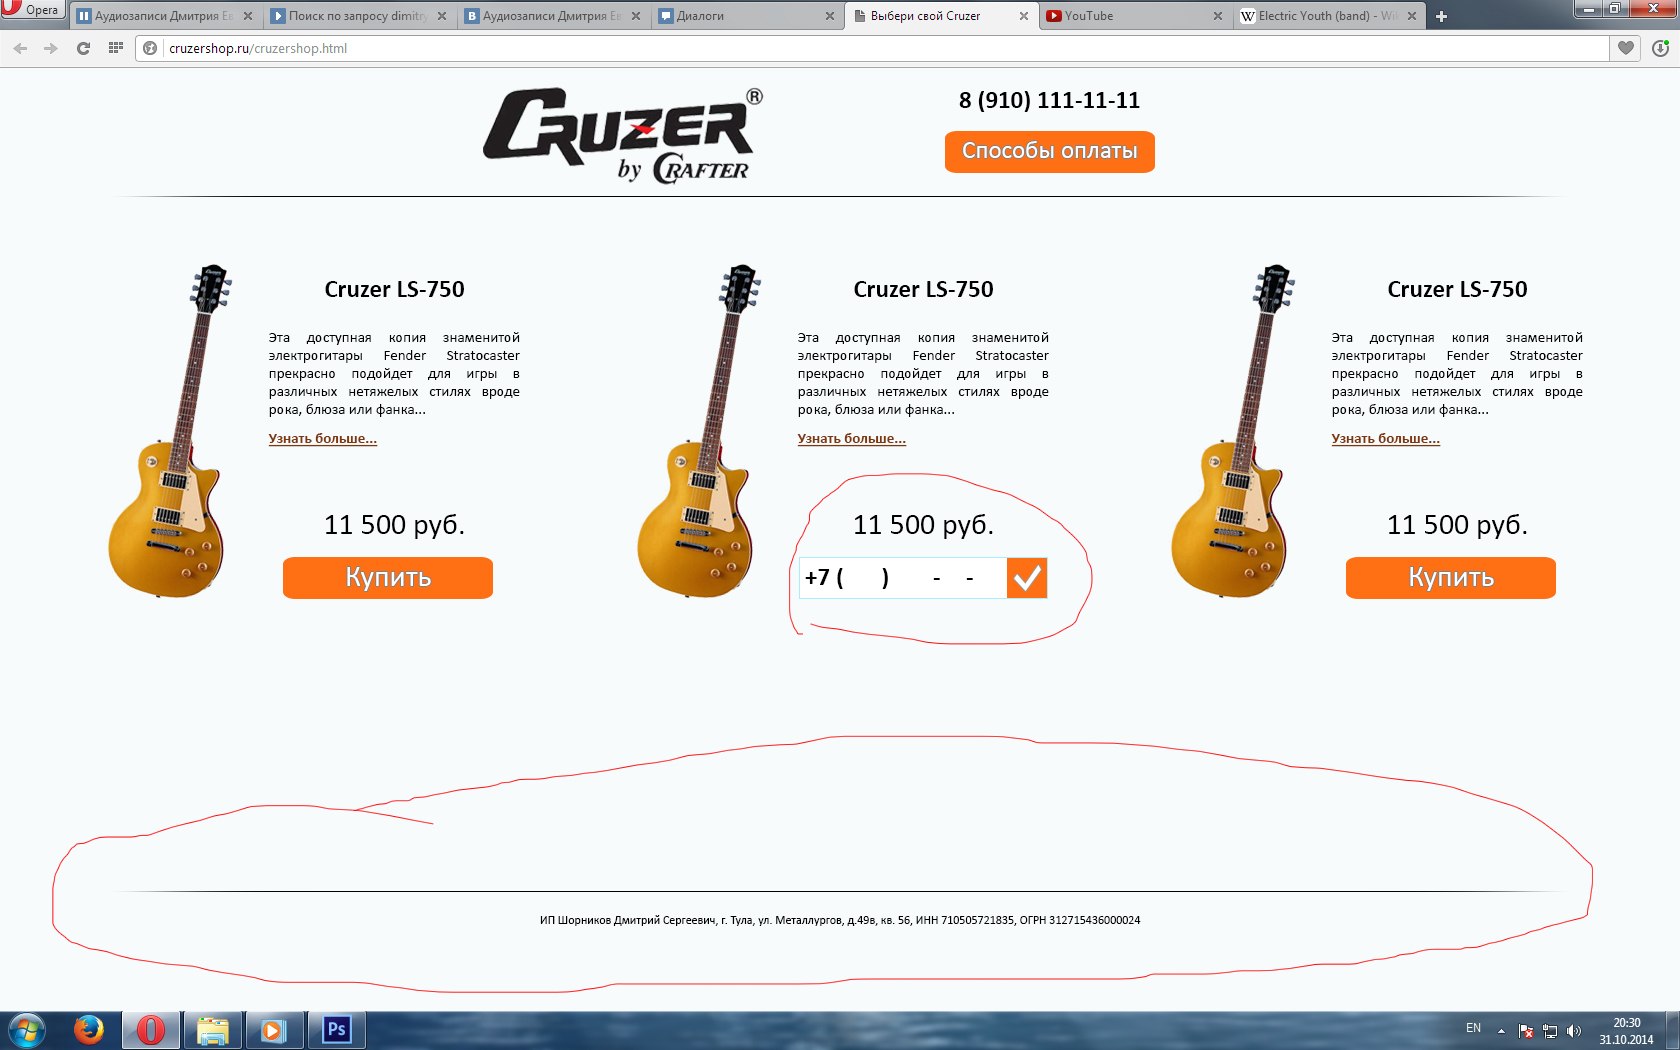 Opera
Аудиозаписи Дмитрия Ев
Поиск по запросу dimitry
Аудиозаписи Дмитрия Ев
Диалоги
Выбери свой Cruzer
YouTube
Electric Youth (band) - Wi
cruzershop.ru/cruzershop.html
CRUZER®
by CRAFTER
8 (910) 111-11-11
Способы оплаты
Cruzer LS-750
Эта доступная копия знаменитой
электрогитары Fender Stratocaster
прекрасно подойдет для игры в
различных нетяжелых стилях вроде
рока, блюза или фанка...
Узнать больше...
11 500 руб.
Купить
Cruzer LS-750
Эта доступная копия знаменитой
электрогитары Fender Stratocaster
прекрасно подойдет для игры в
различных нетяжелых стилях вроде
рока, блюза или фанка...
Узнать больше...
11 500 руб.
+7 ( ) - -
Cruzer LS-750
Эта доступная копия знаменитой
электрогитары Fender Stratocaster
прекрасно подойдет для игры в
различных нетяжелых стилях вроде
рока, блюза или фанка...
Узнать больше...
11 500 руб.
Купить
ИП Шорников Дмитрий Сергеевич, г. Тула, ул. Металлургов, д.49в, кв. 56, ИНН 710505721835, ОГРН 312715436000024
Ps
EN
20:30
31.10.2014